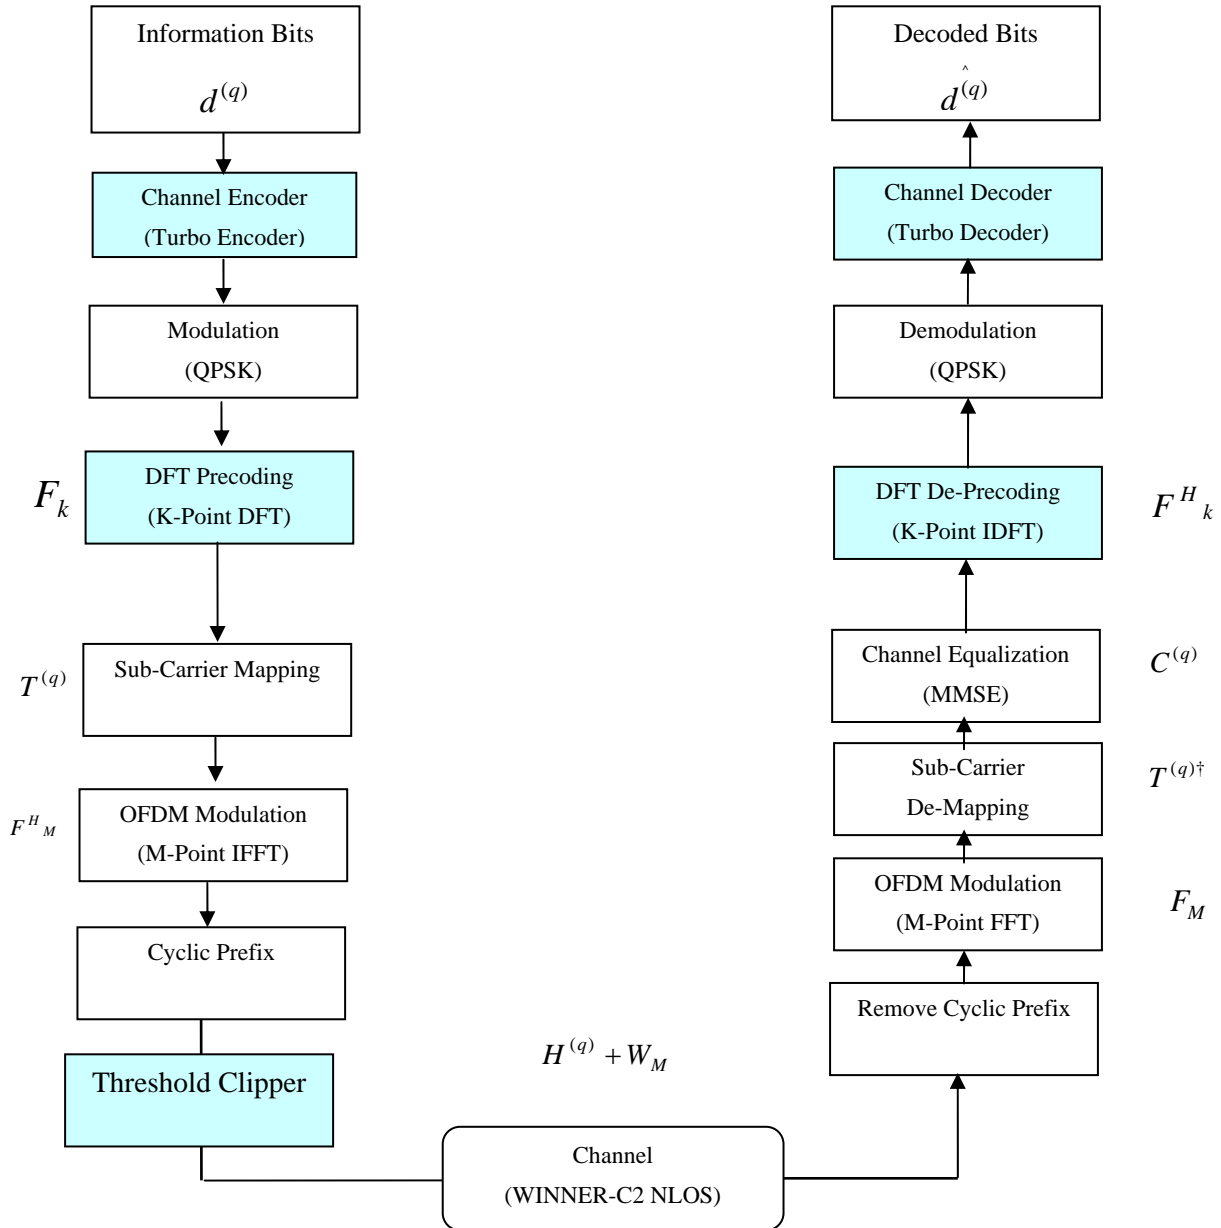 Information Bits
d^(q)
Channel Encoder
(Turbo Encoder)
Modulation
(QPSK)
F_k
DFT Precoding
(K-Point DFT)
T^(q)
Sub-Carrier Mapping
F^H_M
OFDM Modulation
(M-Point IFFT)
Cyclic Prefix
Threshold Clipper
H^(q) + W_M
Channel
(WINNER-C2 NLOS)
Decoded Bits
^
d^(q)
Channel Decoder
(Turbo Decoder)
Demodulation
(QPSK)
DFT De-Precoding
(K-Point IDFT)
F^H_k
Channel Equalization
(MMSE)
C^(q)
Sub-Carrier
De-Mapping
T^(q)†
OFDM Modulation
(M-Point FFT)
F_M
Remove Cyclic Prefix